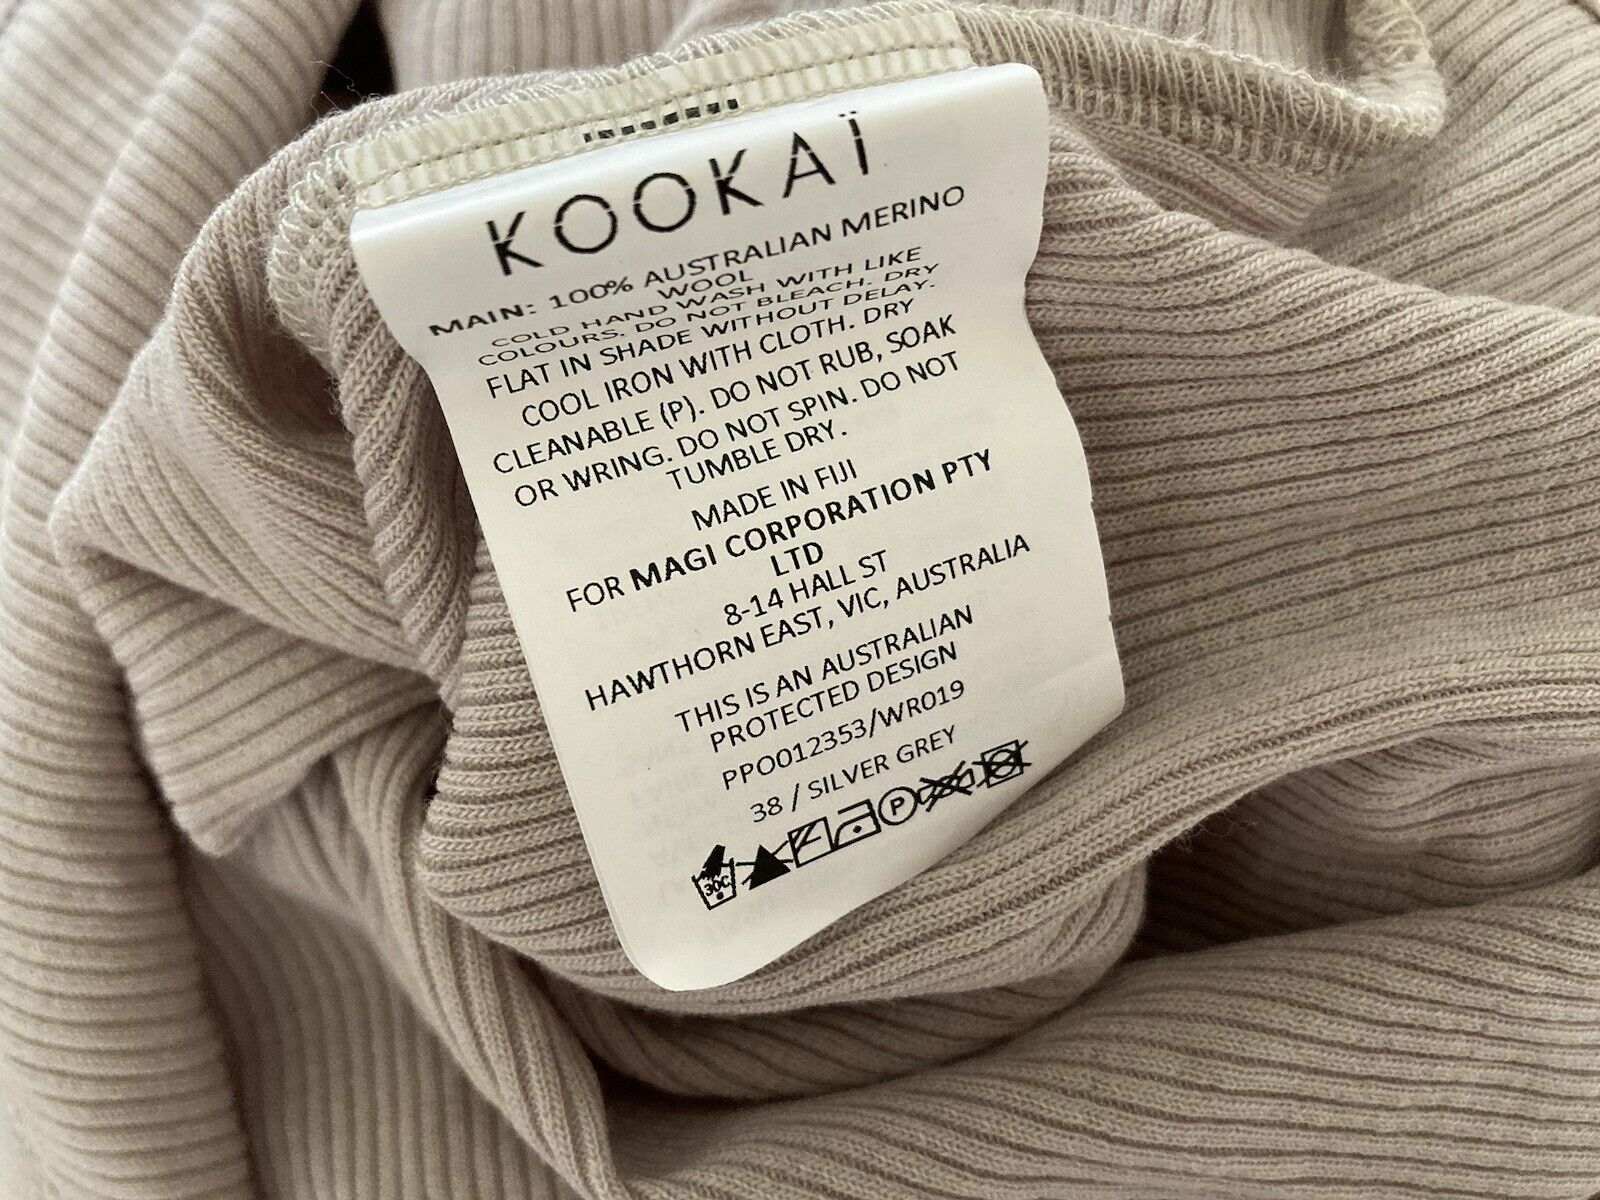 KOOKAÏ
MAIN: 100% AUSTRALIAN MERINO
WOOL
COLD HAND WASH WITH LIKE
COLOURS. DO NOT BLEACH. DRY
FLAT IN SHADE WITHOUT DELAY.
COOL IRON WITH CLOTH. DRY
CLEANABLE (P). DO NOT RUB, SOAK
OR WRING. DO NOT SPIN. DO NOT
TUMBLE DRY.
MADE IN FIJI
FOR MAGI CORPORATION PTY
LTD
8-14 HALL ST
HAWTHORN EAST, VIC, AUSTRALIA
THIS IS AN AUSTRALIAN
PROTECTED DESIGN
PPO012353/WR019
38 / SILVER GREY
30C P